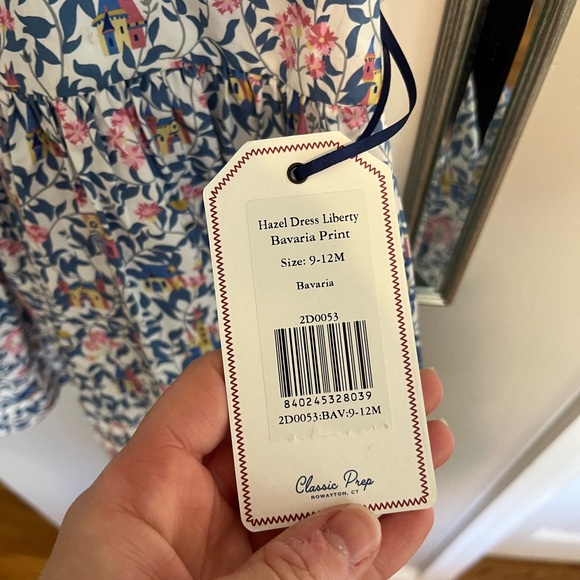 Hazel Dress Liberty
Bavaria Print
Size: 9-12M
Bavaria
2D0053
840245328039
2D0053:BAV:9-12M
Classic Prep
ROWAYTON, CT